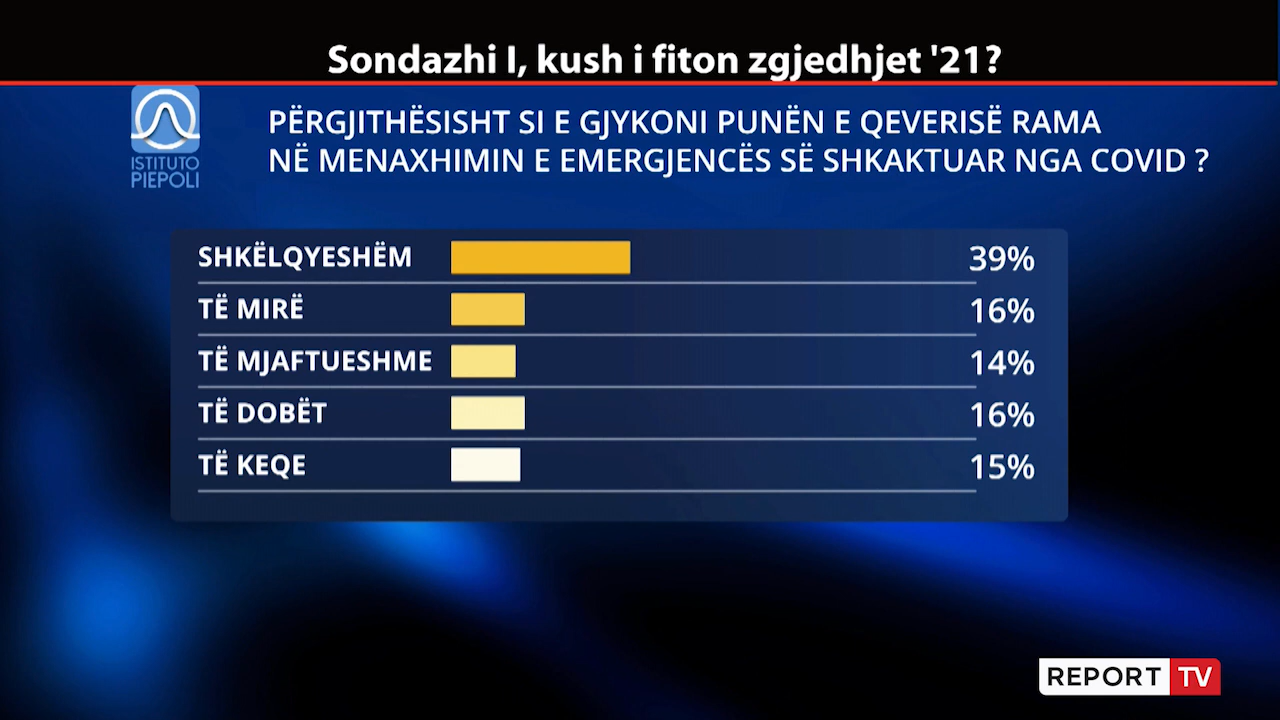 Sondazhi I, kush i fiton zgjedhjet '21?
ISTITUTO
PIEPOLI
PËRGJITHËSISHT SI E GJYKONI PUNËN E QEVERISË RAMA
NË MENAXHIMIN E EMERGJENCËS SË SHKAKTUAR NGA COVID ?
SHKËLQYESHËM 39%
TË MIRË 16%
TË MJAFTUESHME 14%
TË DOBËT 16%
TË KEQE 15%
REPORT TV